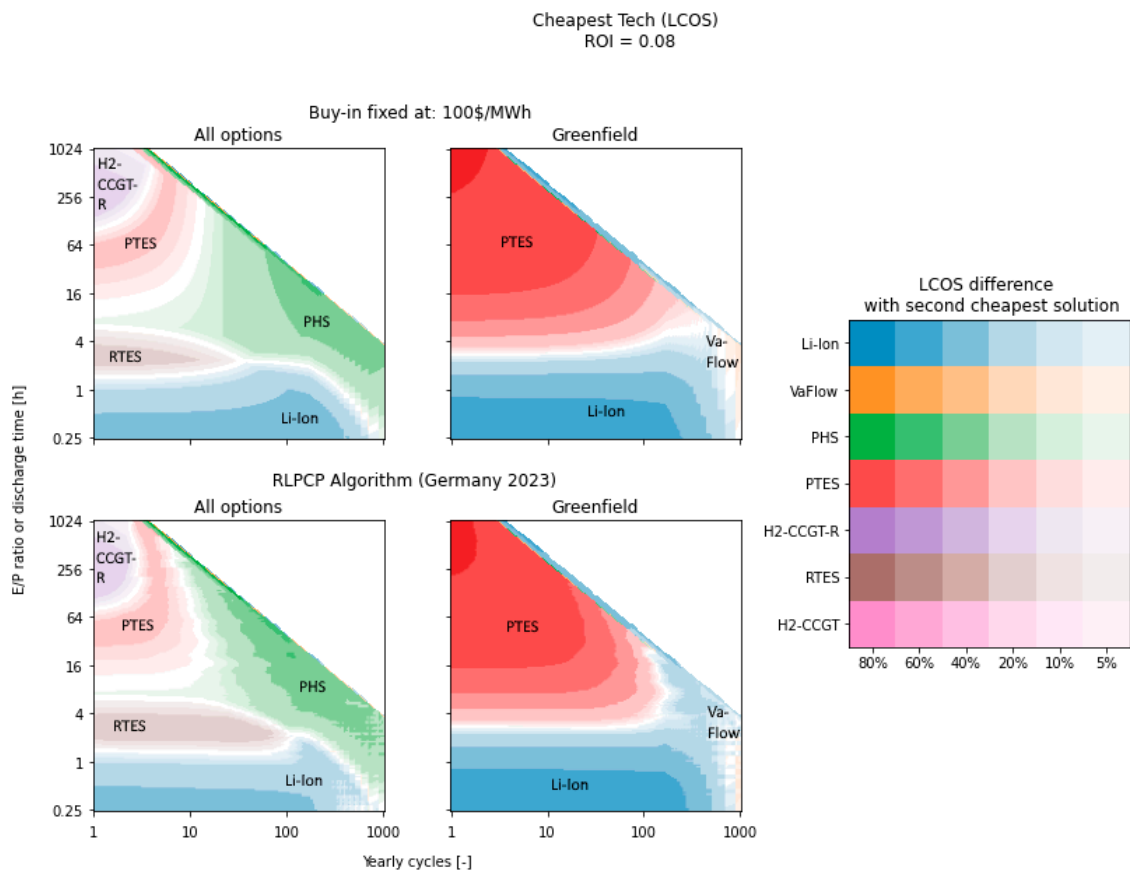 Cheapest Tech (LCOS)
ROI = 0.08
Buy-in fixed at: 100$/MWh
All options
Greenfield
1024
256
64
16
4
1
0.25
H2-
CCGT-
R
PTES
PHS
RTES
Li-Ion
PTES
Va-
Flow
Li-Ion
RLPCP Algorithm (Germany 2023)
All options
Greenfield
1024
256
64
16
4
1
0.25
H2-
CCGT-
R
PTES
PHS
RTES
Li-Ion
PTES
Va-
Flow
Li-Ion
1
10
100
1000
1
10
100
1000
E/P ratio or discharge time [h]
Yearly cycles [-]
LCOS difference
with second cheapest solution
Li-Ion
VaFlow
PHS
PTES
H2-CCGT-R
RTES
H2-CCGT
80%
60%
40%
20%
10%
5%